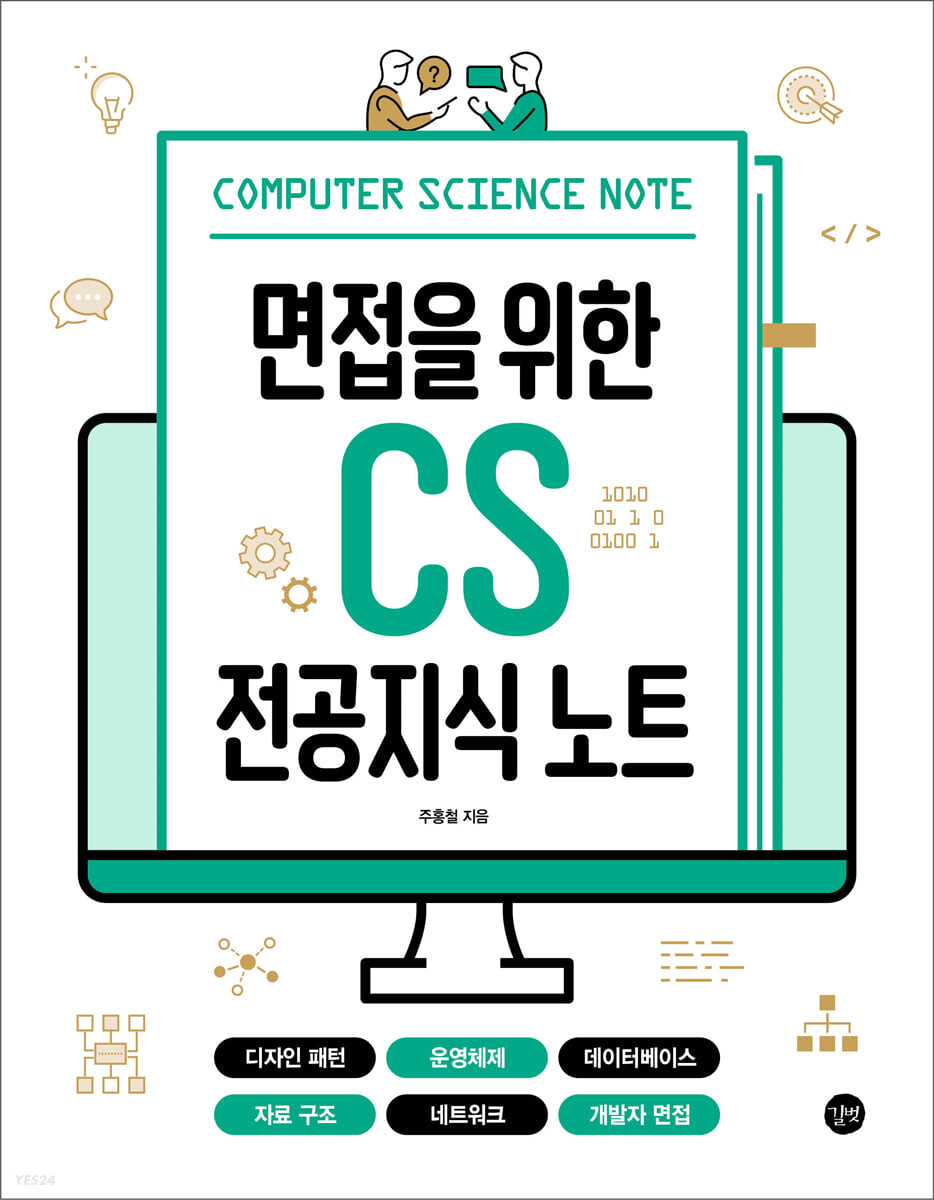 ?
COMPUTER SCIENCE NOTE
</>
면접을 위한
CS
1010
01 1 0
0100 1
전공지식 노트
주홍철 지음
디자인 패턴
운영체제
데이터베이스
자료 구조
네트워크
개발자 면접
길벗
YES24